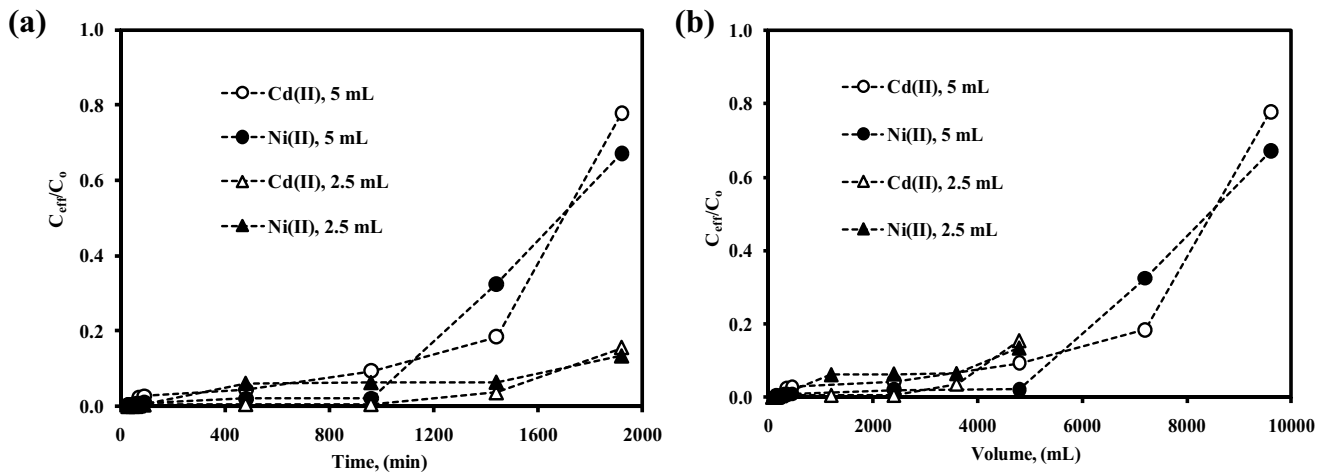 (a)
1.0
0.8
0.6
0.4
0.2
0.0
C_eff/C_o
Cd(II), 5 mL
Ni(II), 5 mL
Cd(II), 2.5 mL
Ni(II), 2.5 mL
0 400 800 1200 1600 2000
Time, (min)
(b)
1.0
0.8
0.6
0.4
0.2
0.0
C_eff/C_o
Cd(II), 5 mL
Ni(II), 5 mL
Cd(II), 2.5 mL
Ni(II), 2.5 mL
0 2000 4000 6000 8000 10000
Volume, (mL)